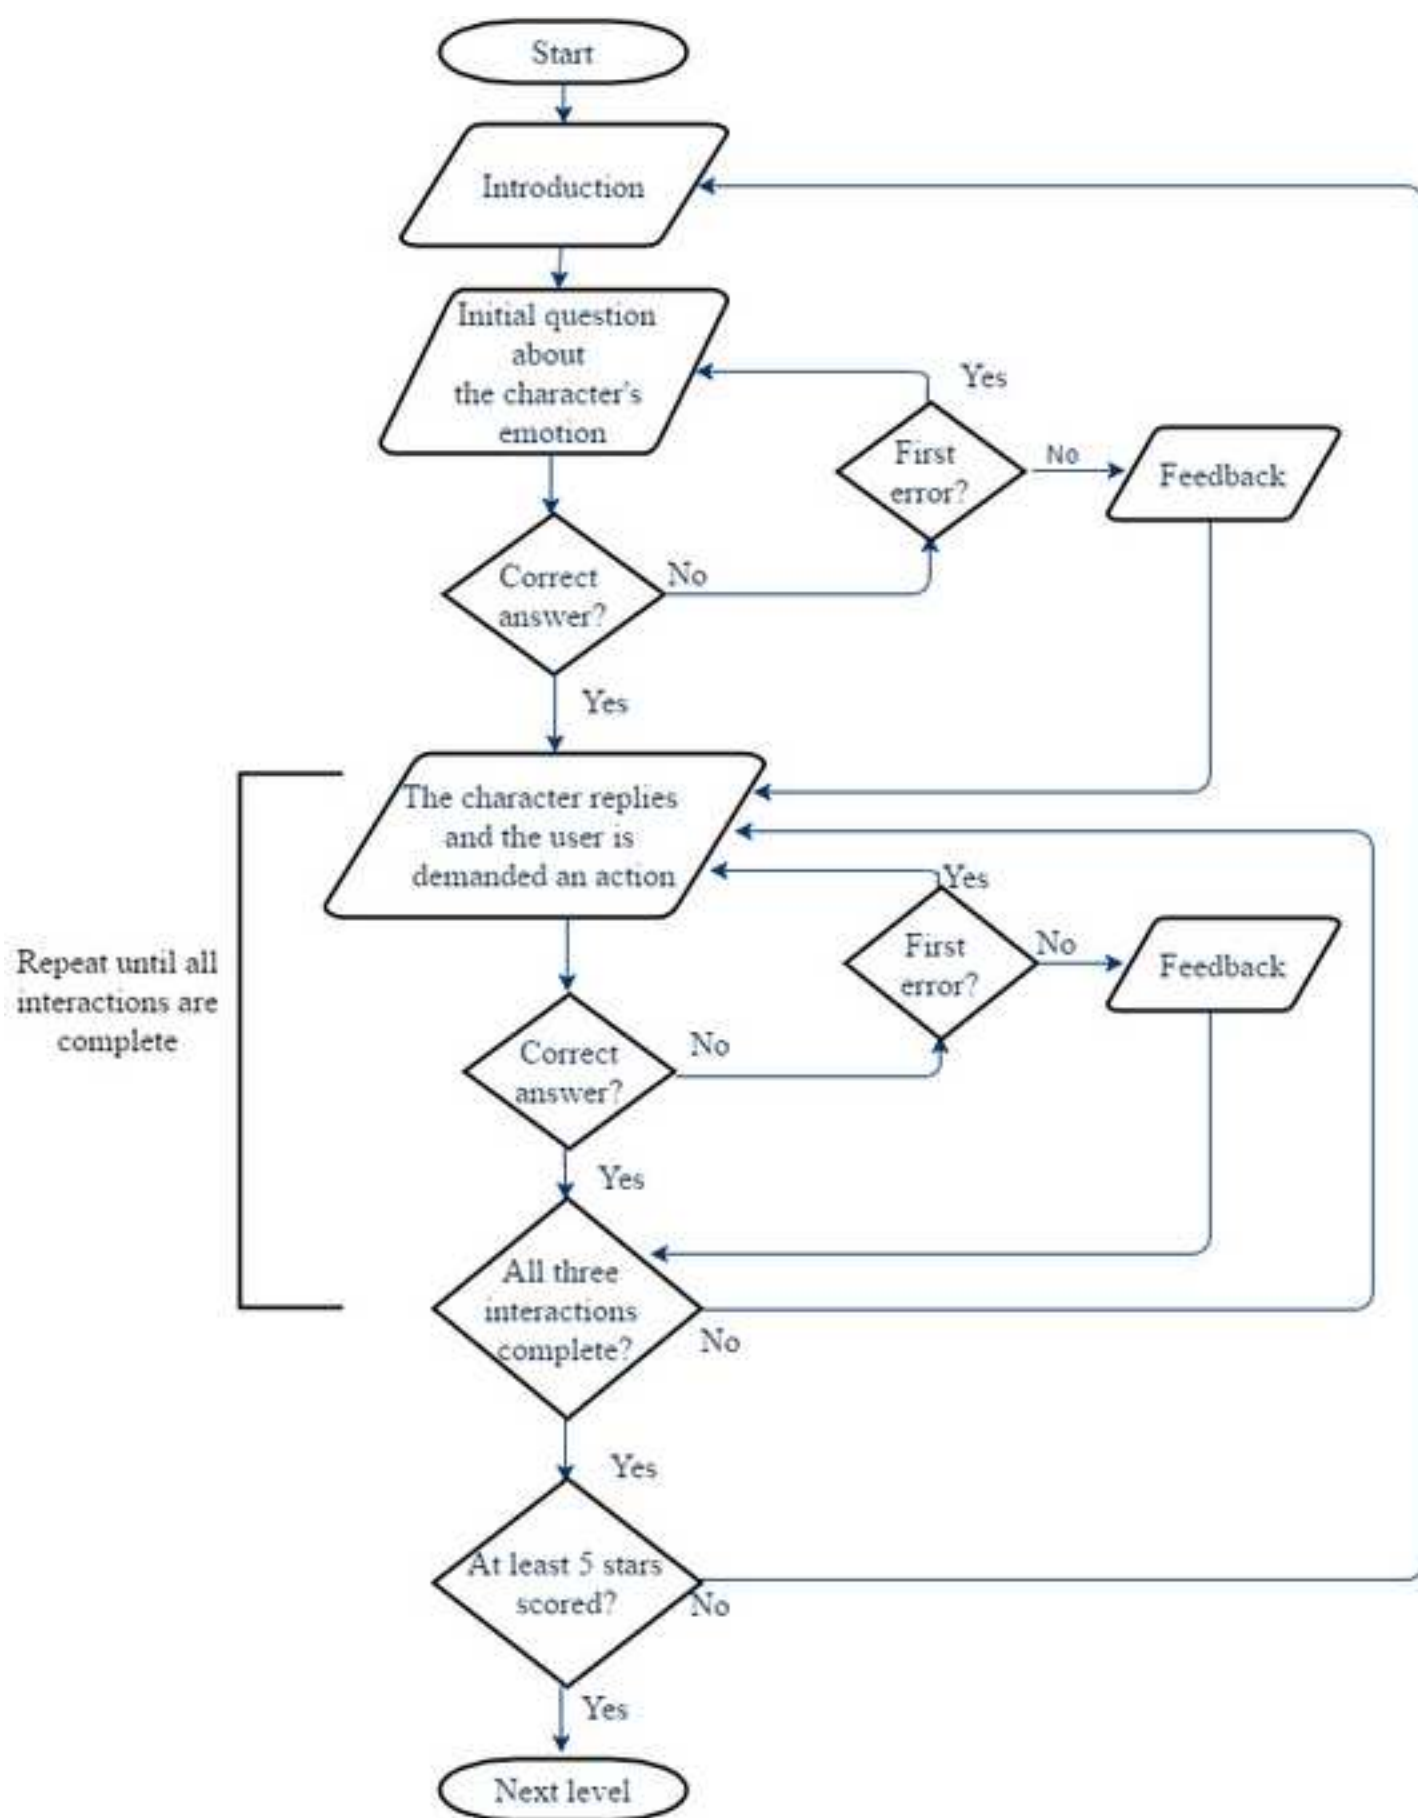 Start
Introduction
Initial question
about
the character's
emotion
Yes
First
error?
No
Feedback
Correct
answer?
No
Yes
The character replies
and the user is
demanded an action
Yes
First
error?
No
Feedback
Repeat until all
interactions are
complete
Correct
answer?
No
Yes
All three
interactions
complete?
No
Yes
At least 5 stars
scored?
No
Yes
Next level